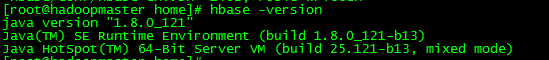 [root@hadoopmaster home]# hbase -version
java version "1.8.0_121"
Java(TM) SE Runtime Environment (build 1.8.0_121-b13)
Java HotSpot(TM) 64-Bit Server VM (build 25.121-b13, mixed mode)